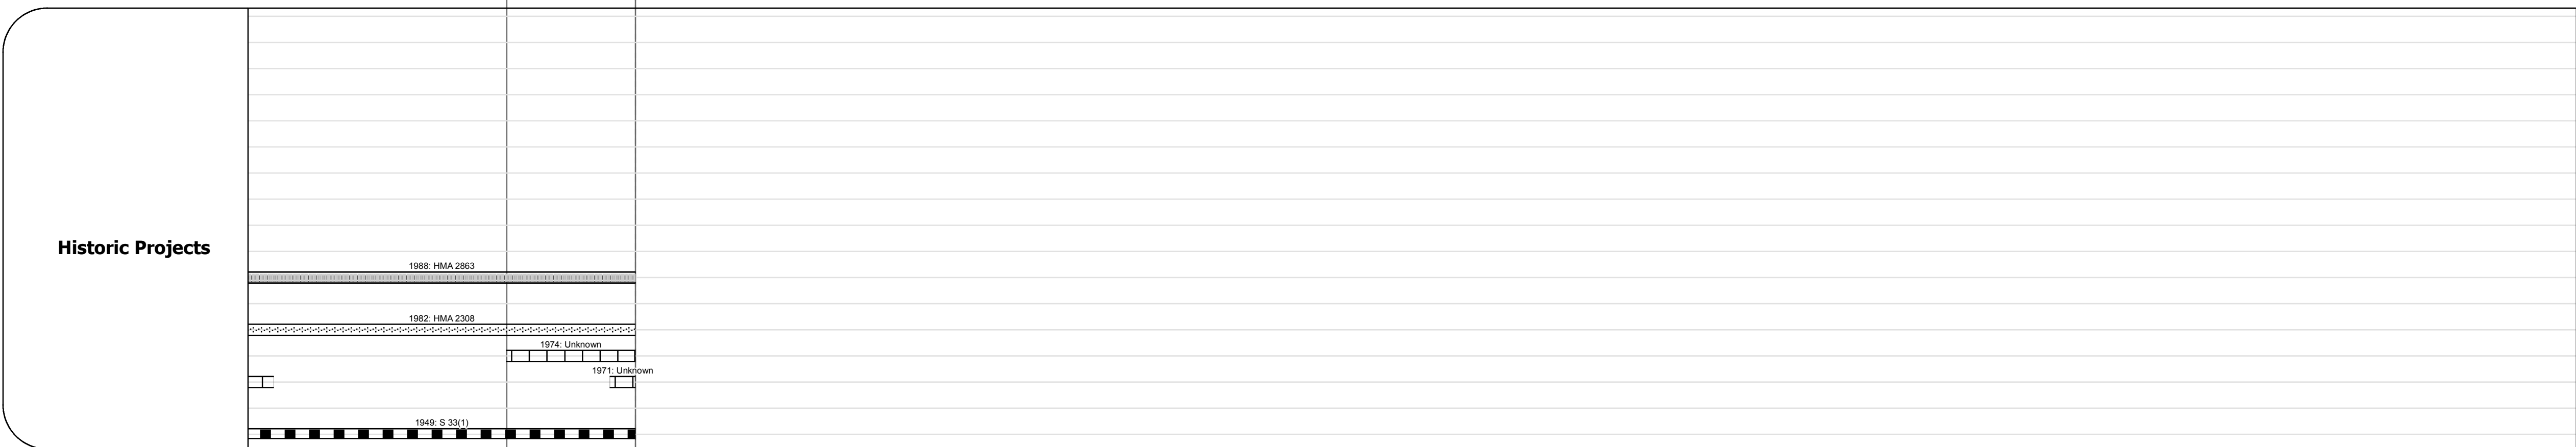 Historic Projects
1988: HMA 2863
1982: HMA 2308
1974: Unknown
1971: Unknown
1949: S 33(1)